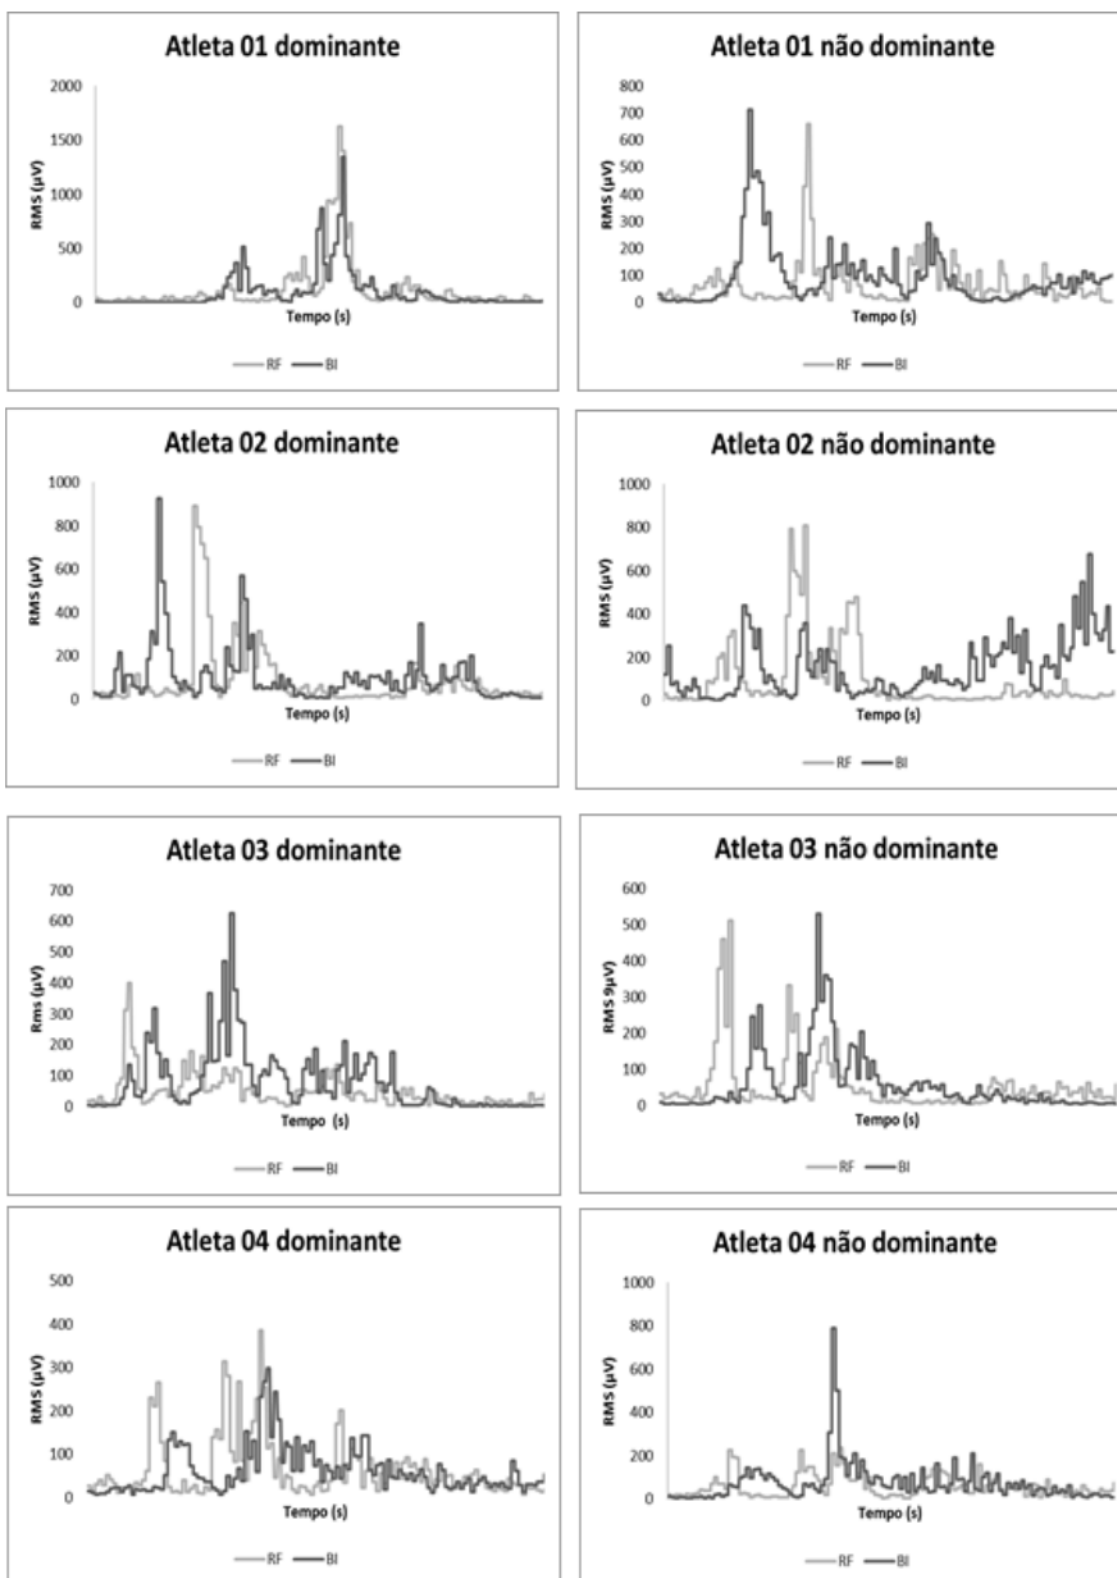 Atleta 01 dominante
2000
1500
1000
500
0
RMS (µV)
Tempo (s)
RF BI
Atleta 01 não dominante
800
700
600
500
400
300
200
100
0
RMS (µV)
Tempo (s)
RF BI
Atleta 02 dominante
1000
800
600
400
200
0
RMS (µV)
Tempo (s)
RF BI
Atleta 02 não dominante
1000
800
600
400
200
0
RMS (µV)
Tempo (s)
RF BI
Atleta 03 dominante
700
600
500
400
300
200
100
0
Rms (µV)
Tempo (s)
RF BI
Atleta 03 não dominante
600
500
400
300
200
100
0
RMS 9µV)
Tempo (s)
RF BI
Atleta 04 dominante
500
400
300
200
100
0
RMS (µV)
Tempo (s)
RF BI
Atleta 04 não dominante
1000
800
600
400
200
0
RMS (µV)
Tempo (s)
RF BI